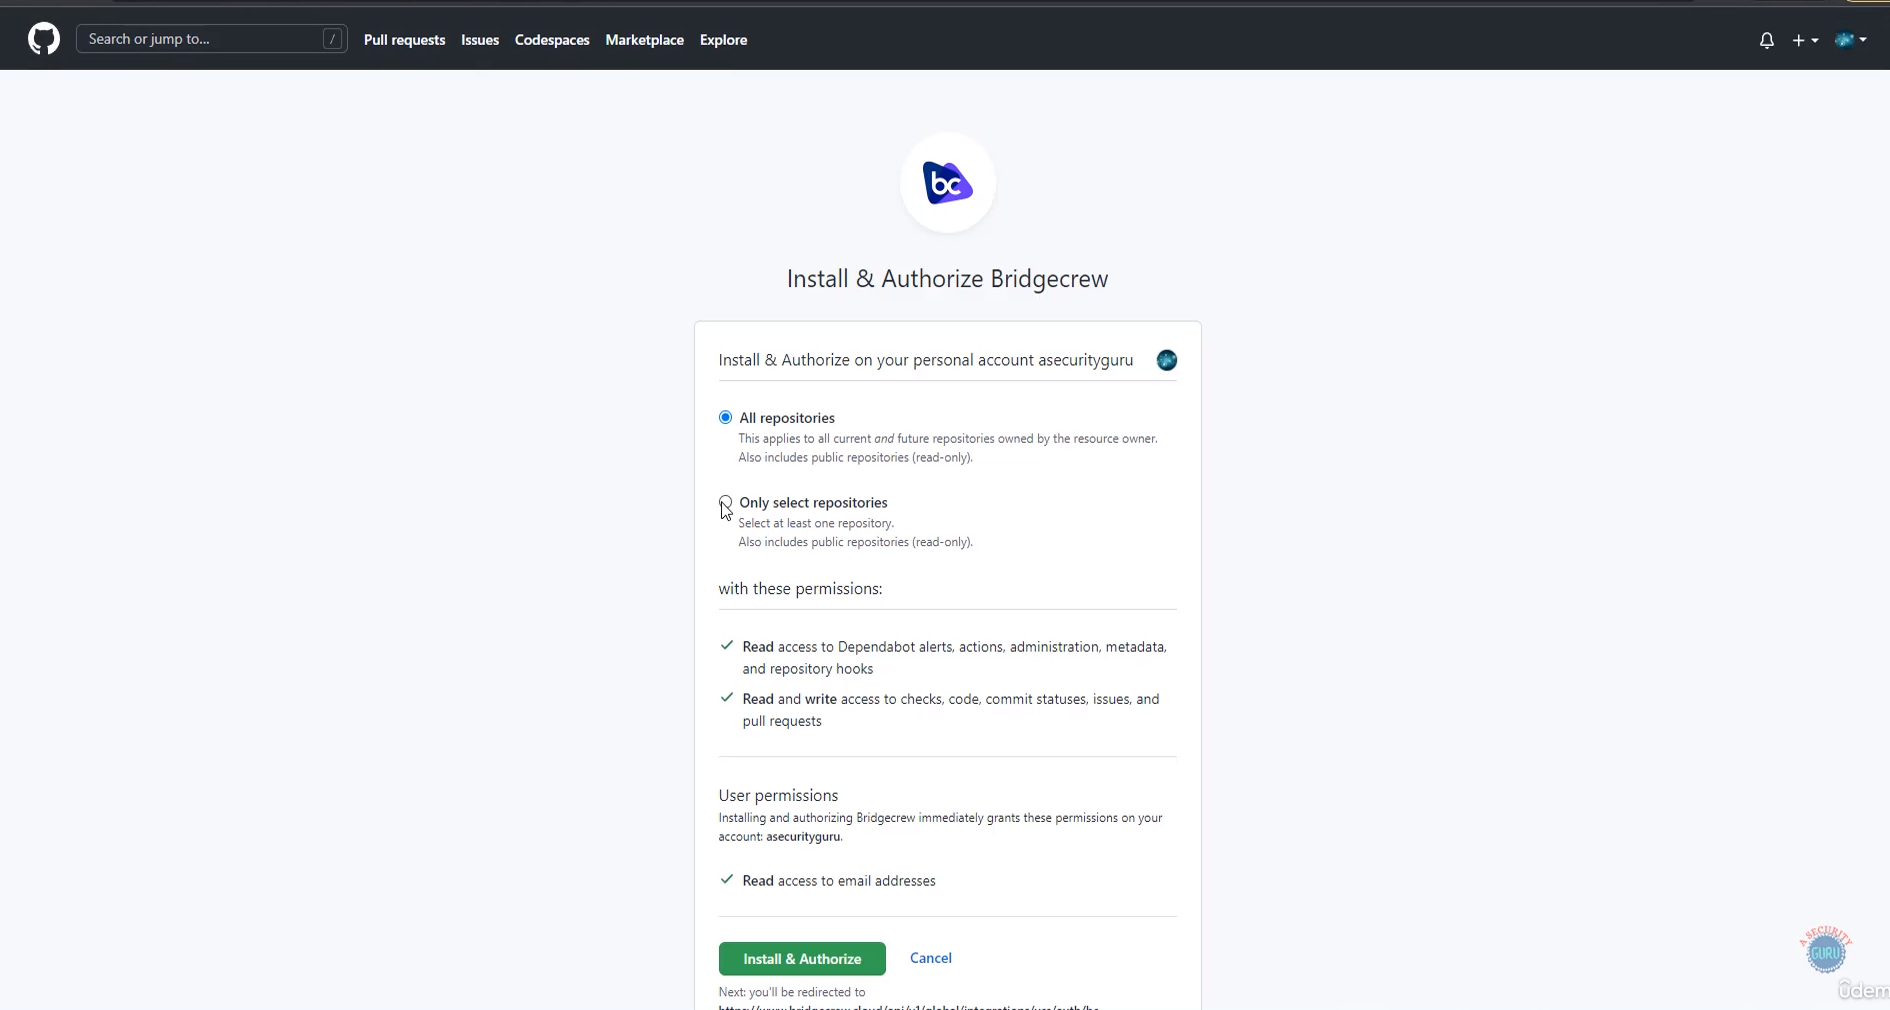 Search or jump to...
/
Pull requests
Issues
Codespaces
Marketplace
Explore
bc
Install & Authorize Bridgecrew
Install & Authorize on your personal account asecurityguru
All repositories
This applies to all current and future repositories owned by the resource owner.
Also includes public repositories (read-only).
Only select repositories
Select at least one repository.
Also includes public repositories (read-only).
with these permissions:
Read access to Dependabot alerts, actions, administration, metadata,
and repository hooks
Read and write access to checks, code, commit statuses, issues, and
pull requests
User permissions
Installing and authorizing Bridgecrew immediately grants these permissions on your
account: asecurityguru.
Read access to email addresses
Install & Authorize
Cancel
Next: you'll be redirected to
A SECURITY
GURU
ûdem